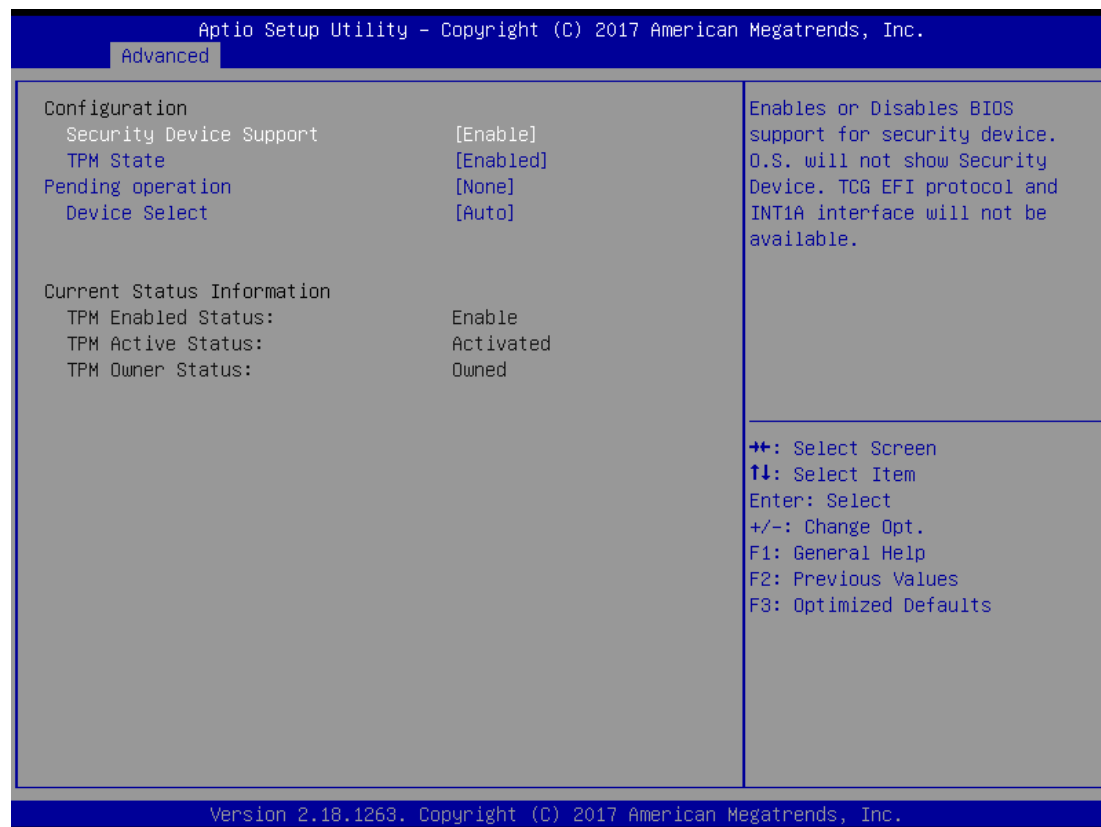 Aptio Setup Utility – Copyright (C) 2017 American Megatrends, Inc.
Advanced
Configuration
Security Device Support [Enable]
TPM State [Enabled]
Pending operation [None]
Device Select [Auto]
Current Status Information
TPM Enabled Status: Enable
TPM Active Status: Activated
TPM Owner Status: Owned
Enables or Disables BIOS
support for security device.
O.S. will not show Security
Device. TCG EFI protocol and
INT1A interface will not be
available.
→←: Select Screen
↑↓: Select Item
Enter: Select
+/-: Change Opt.
F1: General Help
F2: Previous Values
F3: Optimized Defaults
Version 2.18.1263. Copyright (C) 2017 American Megatrends, Inc.